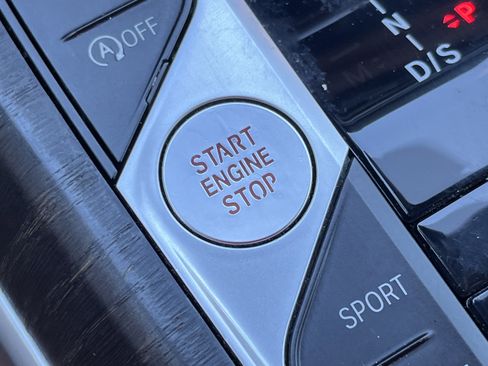 (A) OFF
P
N
D/S
START
ENGINE
STOP
SPORT